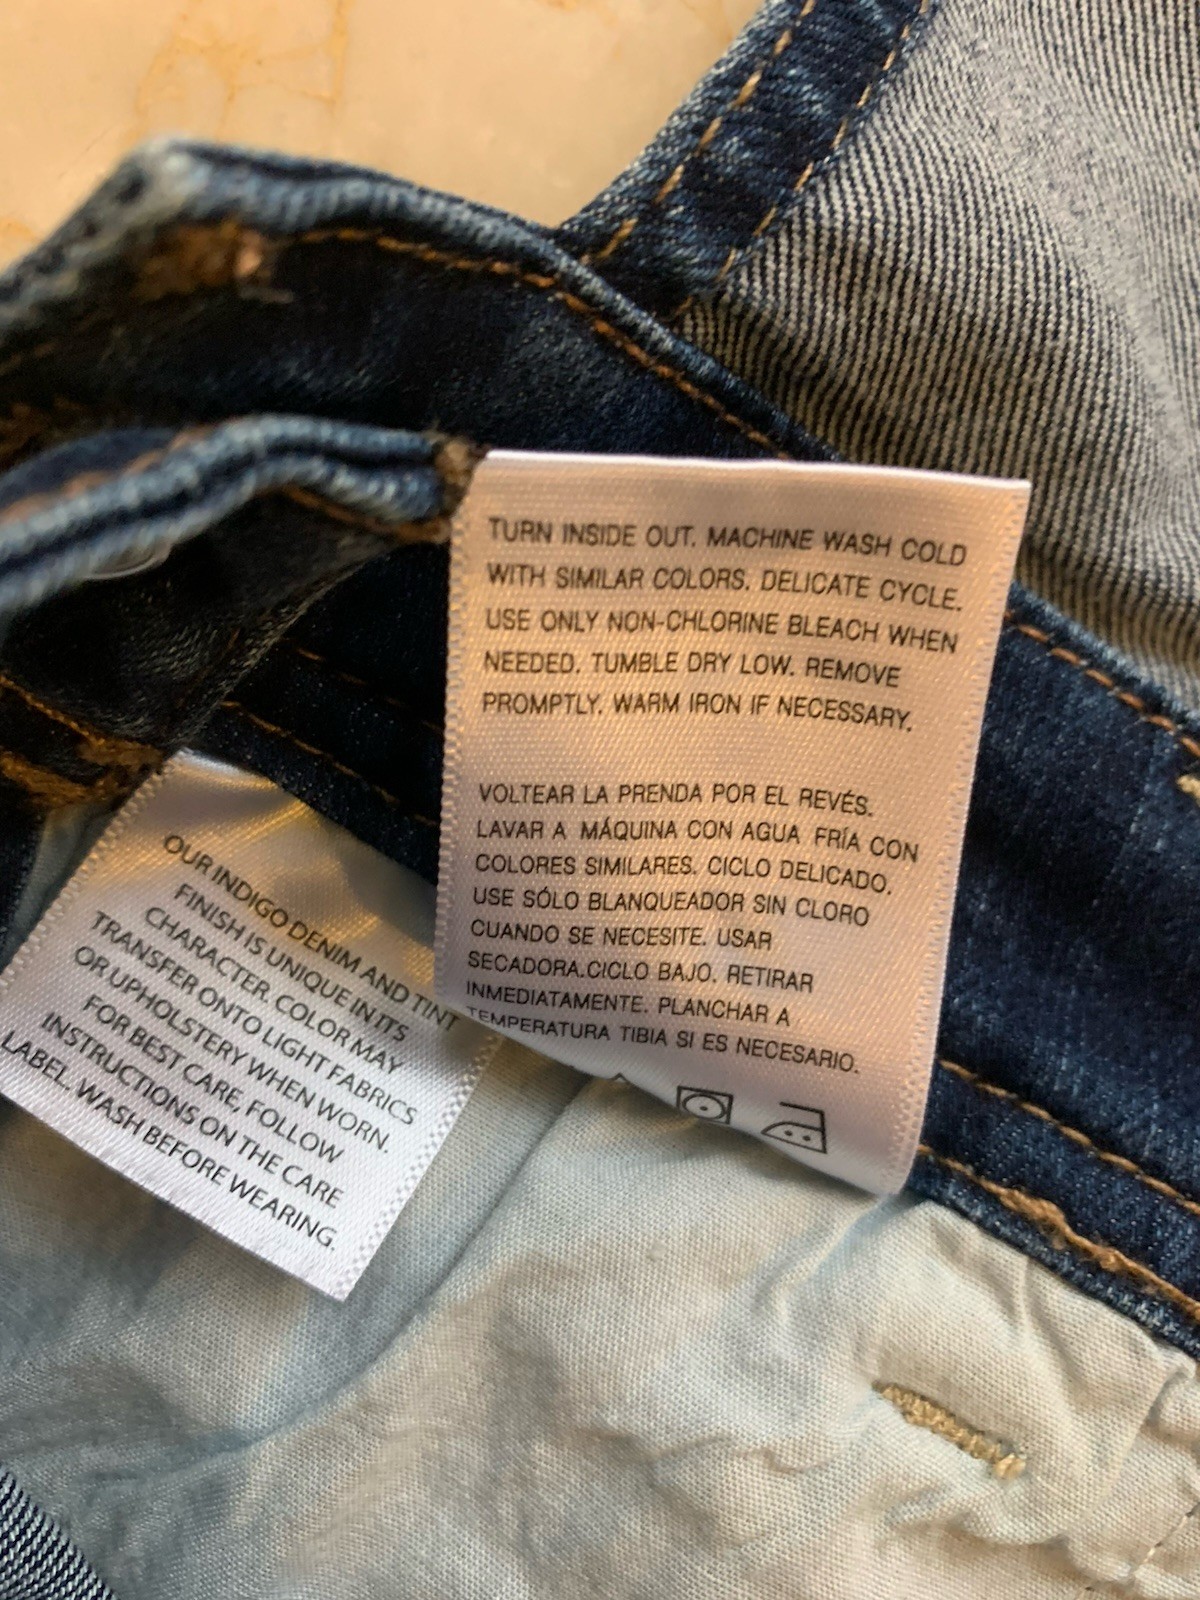 TURN INSIDE OUT. MACHINE WASH COLD
WITH SIMILAR COLORS. DELICATE CYCLE.
USE ONLY NON-CHLORINE BLEACH WHEN
NEEDED. TUMBLE DRY LOW. REMOVE
PROMPTLY. WARM IRON IF NECESSARY.
VOLTEAR LA PRENDA POR EL REVÉS.
LAVAR A MÁQUINA CON AGUA FRÍA CON
COLORES SIMILARES. CICLO DELICADO.
USE SÓLO BLANQUEADOR SIN CLORO
CUANDO SE NECESITE. USAR
SECADORA.CICLO BAJO. RETIRAR
INMEDIATAMENTE. PLANCHAR A
TEMPERATURA TIBIA SI ES NECESARIO.
OUR INDIGO DENIM AND TINT
FINISH IS UNIQUE IN ITS
CHARACTER. COLOR MAY
TRANSFER ONTO LIGHT FABRICS
OR UPHOLSTERY WHEN WORN.
FOR BEST CARE, FOLLOW
INSTRUCTIONS ON THE CARE
LABEL. WASH BEFORE WEARING.